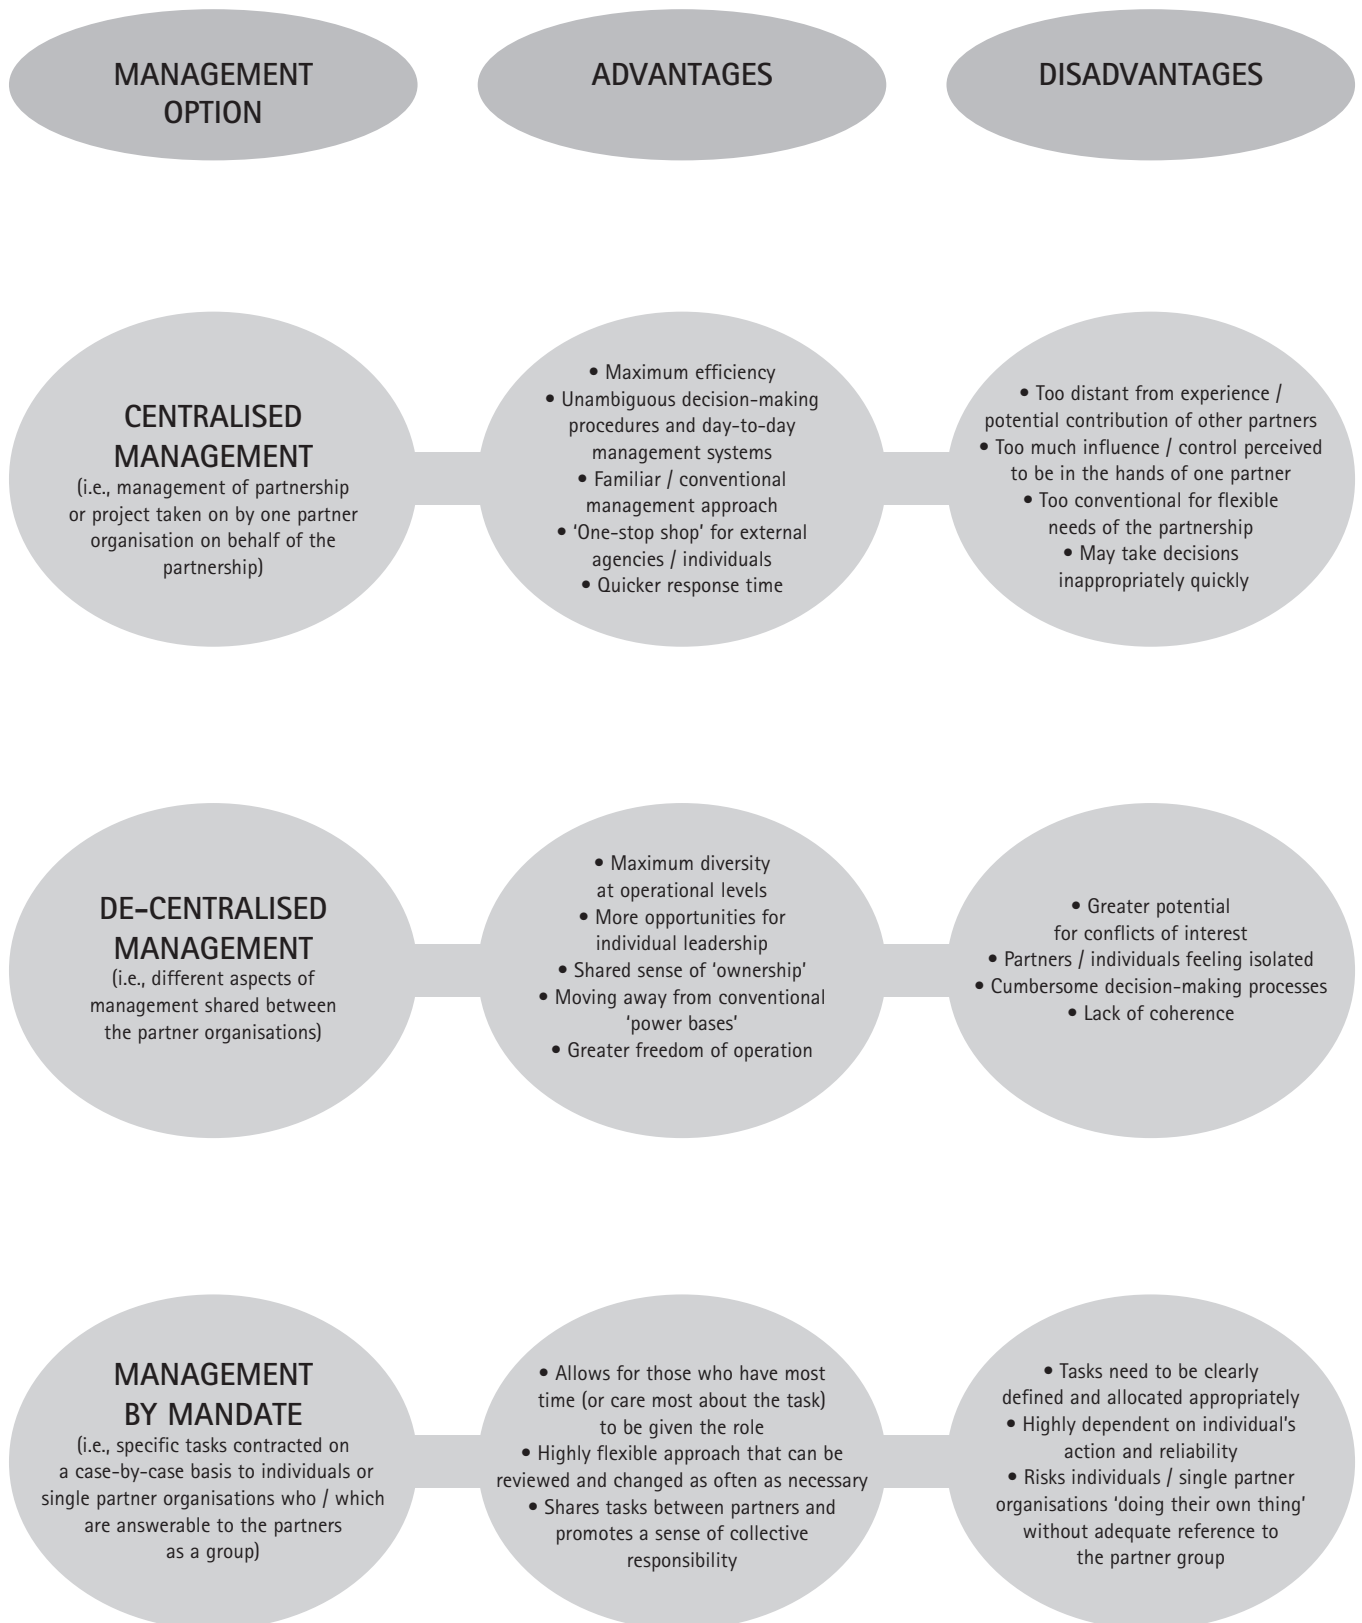 MANAGEMENT
OPTION
ADVANTAGES
DISADVANTAGES
CENTRALISED
MANAGEMENT
(i.e., management of partnership
or project taken on by one partner
organisation on behalf of the
partnership)
• Maximum efficiency
• Unambiguous decision-making
procedures and day-to-day
management systems
• Familiar / conventional
management approach
• ‘One-stop shop’ for external
agencies / individuals
• Quicker response time
• Too distant from experience /
potential contribution of other partners
• Too much influence / control perceived
to be in the hands of one partner
• Too conventional for flexible
needs of the partnership
• May take decisions
inappropriately quickly
DE-CENTRALISED
MANAGEMENT
(i.e., different aspects of
management shared between
the partner organisations)
• Maximum diversity
at operational levels
• More opportunities for
individual leadership
• Shared sense of ‘ownership’
• Moving away from conventional
‘power bases’
• Greater freedom of operation
• Greater potential
for conflicts of interest
• Partners / individuals feeling isolated
• Cumbersome decision-making processes
• Lack of coherence
MANAGEMENT
BY MANDATE
(i.e., specific tasks contracted on
a case-by-case basis to individuals or
single partner organisations who / which
are answerable to the partners
as a group)
• Allows for those who have most
time (or care most about the task)
to be given the role
• Highly flexible approach that can be
reviewed and changed as often as necessary
• Shares tasks between partners and
promotes a sense of collective
responsibility
• Tasks need to be clearly
defined and allocated appropriately
• Highly dependent on individual’s
action and reliability
• Risks individuals / single partner
organisations ‘doing their own thing’
without adequate reference to
the partner group